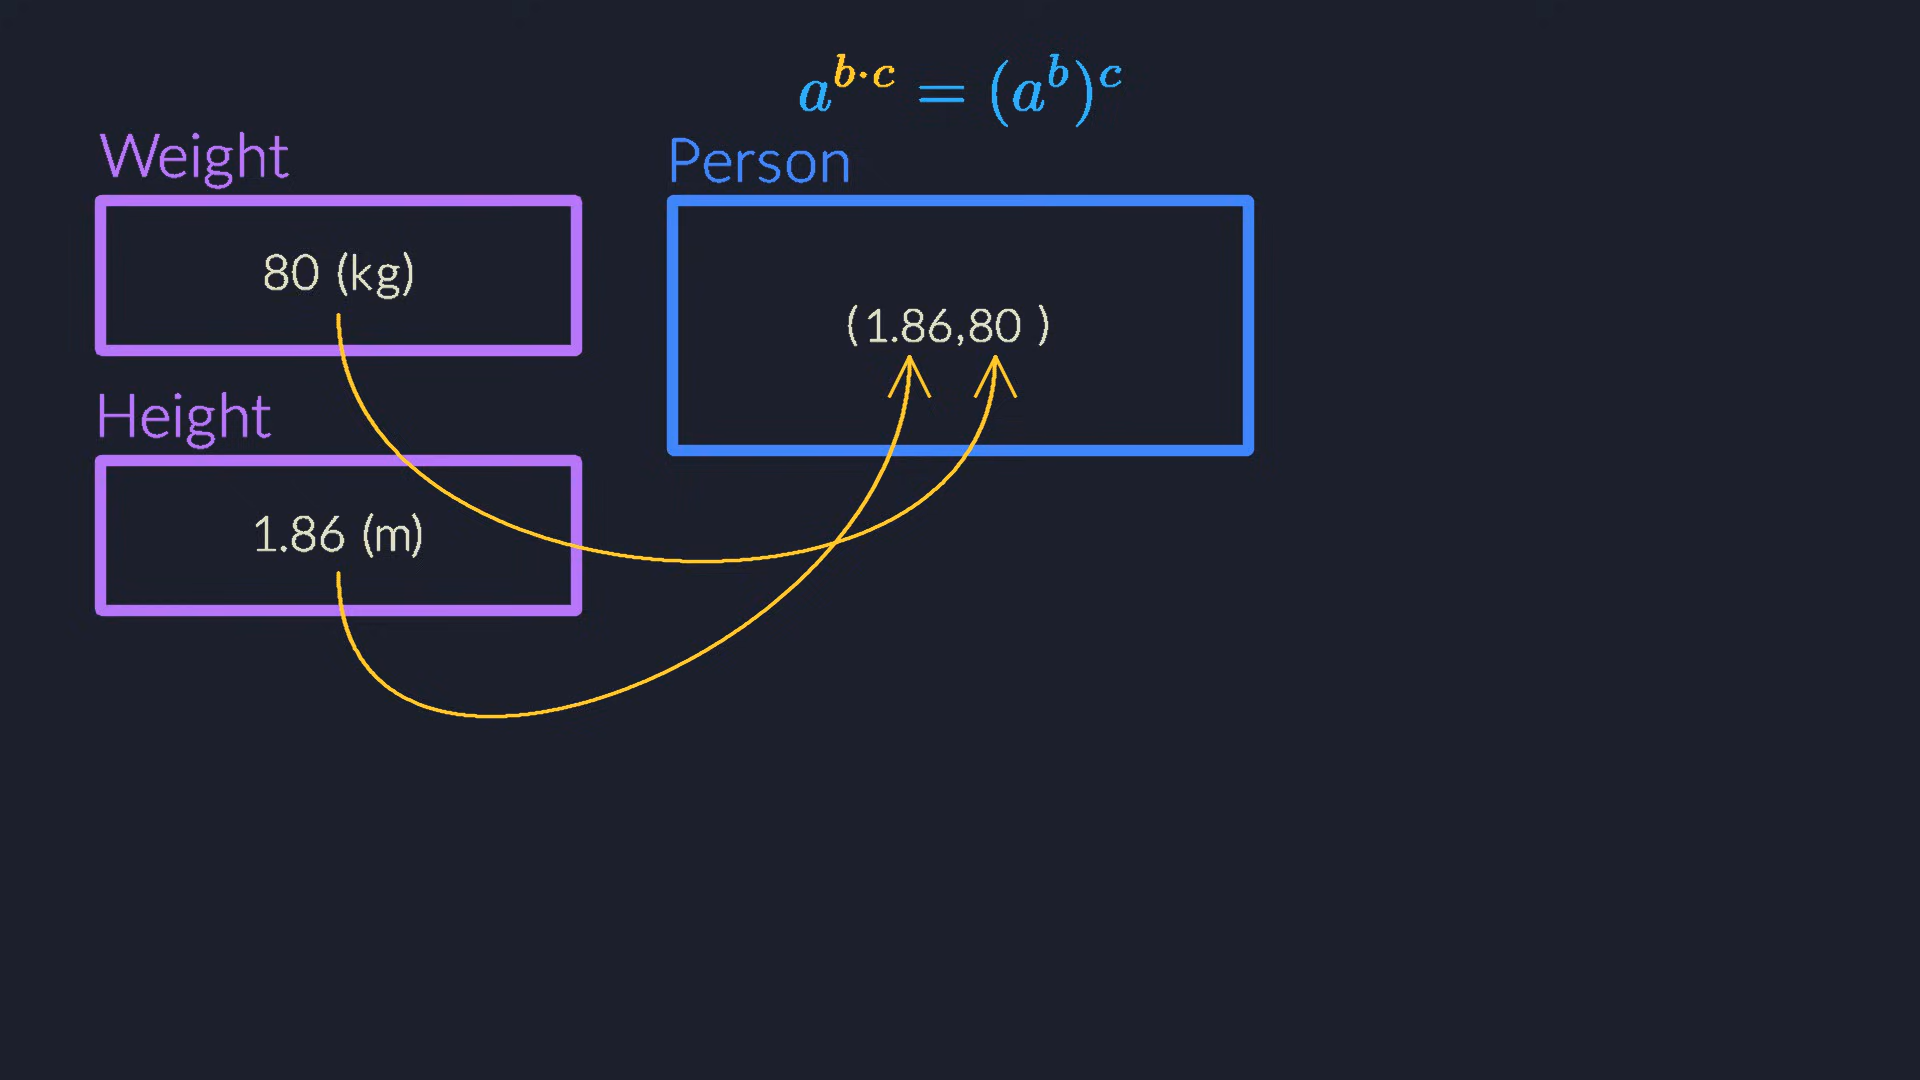 a^{b·c} = (a^b)^c
Weight
80 (kg)
Height
1.86 (m)
Person
(1.86,80 )